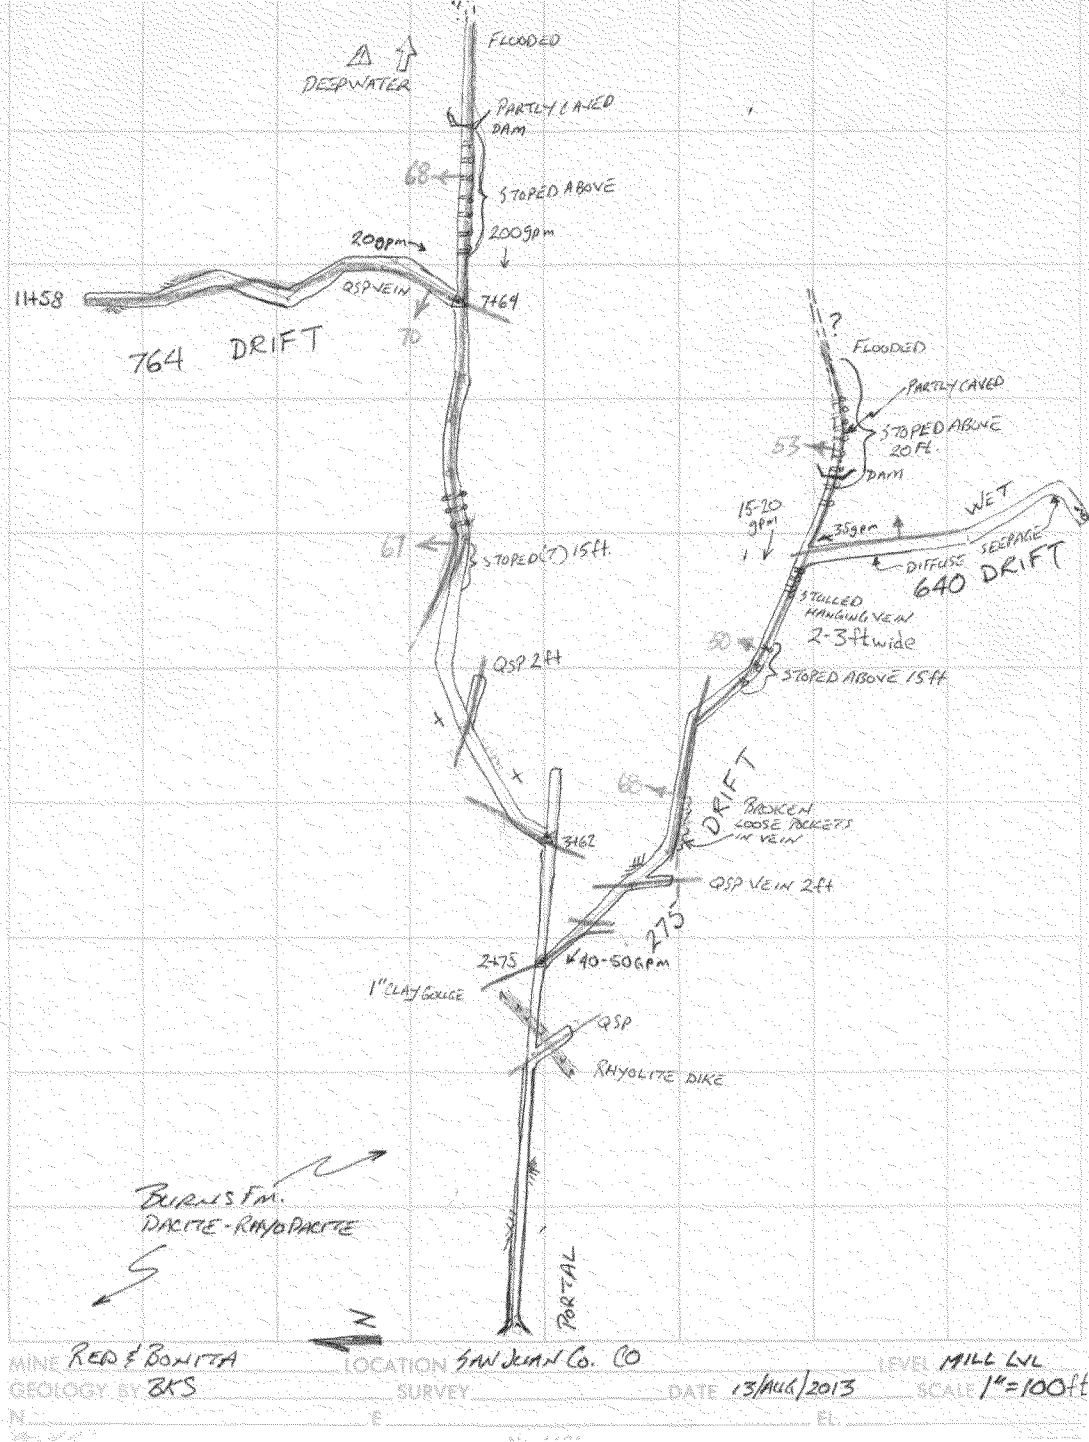 FLOODED
DEEPWATER
PARTLY CAVED
DAM
68
STOPED ABOVE
200gpm
20gpm
QSP VEIN
11+58
7+64
70
764 DRIFT
?
FLOODED
PARTLY CAVED
STOPED ABOVE
20 Ft.
53
DAM
WET
15-20
gpm
35gpm
SEEPAGE
DIFFUSE
640 DRIFT
67
STOPED(?) 15ft.
STULLED
HANGING VEIN
2-3ft wide
50
STOPED ABOVE 15ft
QSP 2ft
68
275 DRIFT
BROKEN
LOOSE POCKETS
IN VEIN
3+62
QSP VEIN 2ft
2+75
40-50GPM
1" CLAY GOUGE
QSP
RHYOLITE DIKE
BURNS FM.
DACITE-RHYODACITE
PORTAL
N
MINE RED & BONITA LOCATION SAN JUAN Co. CO LEVEL MILL LVL
GEOLOGY BY BKS SURVEY DATE 13/AUG/2013 SCALE 1"=100ft
N E EL.